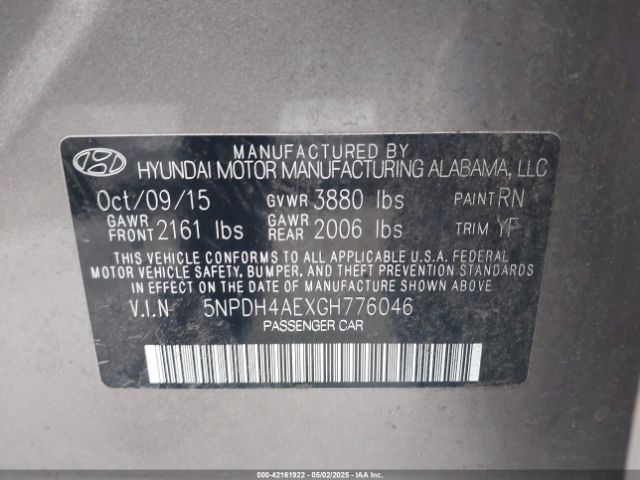 MANUFACTURED BY
HYUNDAI MOTOR MANUFACTURING ALABAMA, LLC
Oct/09/15 GVWR 3880 lbs PAINT RN
GAWR FRONT 2161 lbs GAWR REAR 2006 lbs TRIM YF
THIS VEHICLE CONFORMS TO ALL APPLICABLE U.S.A. FEDERAL
MOTOR VEHICLE SAFETY, BUMPER, AND THEFT PREVENTION
STANDARDS IN EFFECT ON THE DATE OF MANUFACTURE SHOWN ABOVE.
V.I.N 5NPDH4AEXGH776046
PASSENGER CAR
000-42161922 - 05/02/2025 - IAAI.COM